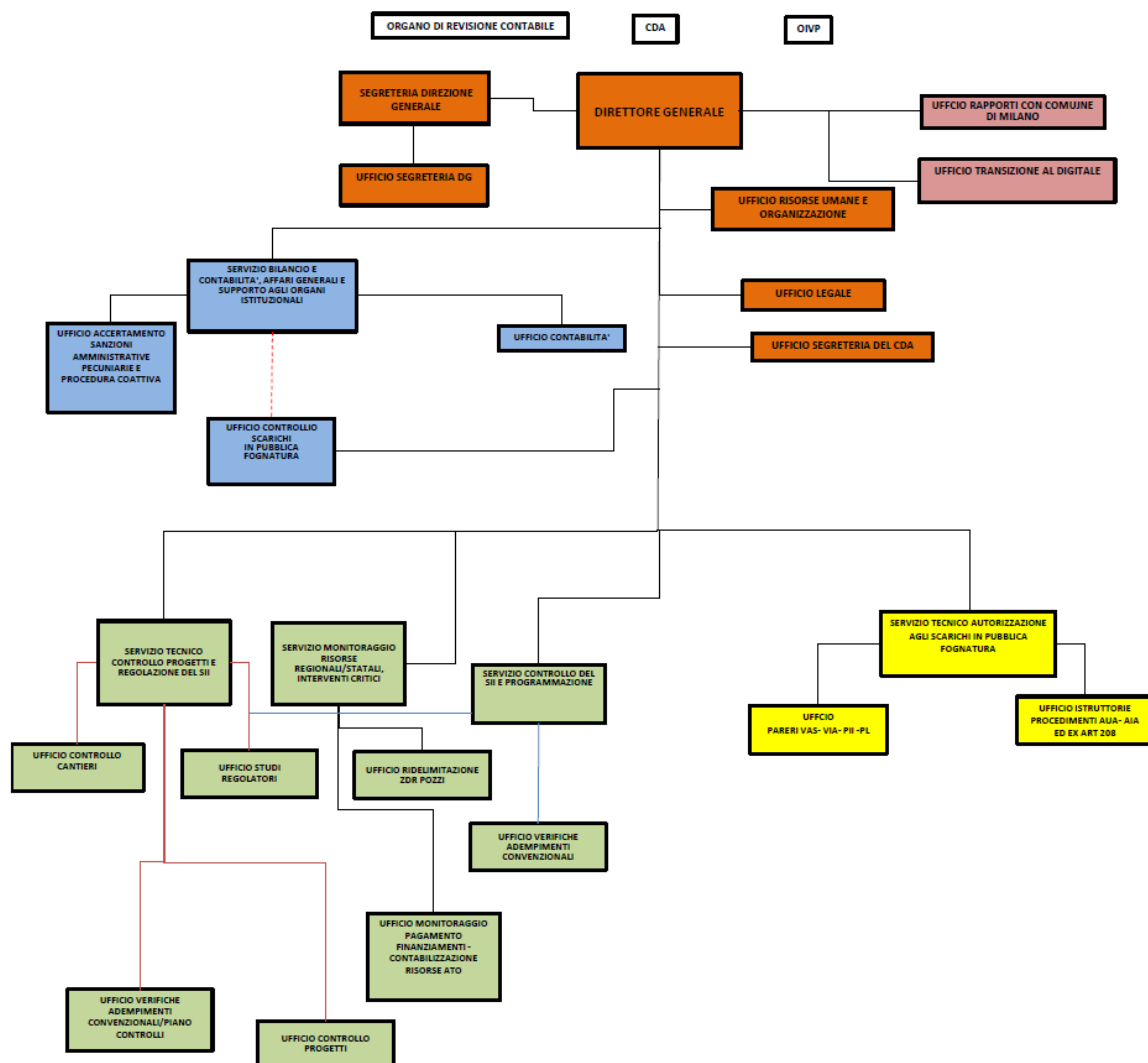 ORGANO DI REVISIONE CONTABILE
CDA
OIVP
SEGRETERIA DIREZIONE
GENERALE
DIRETTORE GENERALE
UFFCIO RAPPORTI CON COMUJNE
DI MILANO
UFFICIO SEGRETERIA DG
UFFICIO TRANSIZIONE AL DIGITALE
UFFICIO RISORSE UMANE E
ORGANIZZAZIONE
SERVIZIO BILANCIO E
CONTABILITA', AFFARI GENERALI E
SUPPORTO AGLI ORGANI
ISTITUZIONALI
UFFICIO LEGALE
UFFICIO ACCERTAMENTO
SANZIONI
AMMINISTRATIVE
PECUNIARIE E
PROCEDURA COATTIVA
UFFICIO CONTABILITA'
UFFICIO SEGRETERIA DEL CDA
UFFICIO CONTROLLIO
SCARICHI
IN PUBBLICA
FOGNATURA
SERVIZIO TECNICO
CONTROLLO PROGETTI E
REGOLAZIONE DEL SII
SERVIZIO MONITORAGGIO
RISORSE
REGIONALI/STATALI,
INTERVENTI CRITICI
SERVIZIO CONTROLLO DEL
SII E PROGRAMMAZIONE
SERVIZIO TECNICO AUTORIZZAZIONE
AGLI SCARICHI IN PUBBLICA
FOGNATURA
UFFICIO CONTROLLO
CANTIERI
UFFICIO STUDI
REGOLATORI
UFFICIO RIDELIMITAZIONE
ZDR POZZI
UFFCIO
PARERI VAS- VIA- PII -PL
UFFICIO ISTRUTTORIE
PROCEDIMENTI AUA- AIA
ED EX ART 208
UFFICIO VERIFICHE
ADEMPIMENTI
CONVENZIONALI
UFFICIO MONITORAGGIO
PAGAMENTO
FINANZIAMENTI -
CONTABILIZZAZIONE
RISORSE ATO
UFFICIO VERIFICHE
ADEMPIMENTI
CONVENZIONALI/PIANO
CONTROLLI
UFFICIO CONTROLLO
PROGETTI